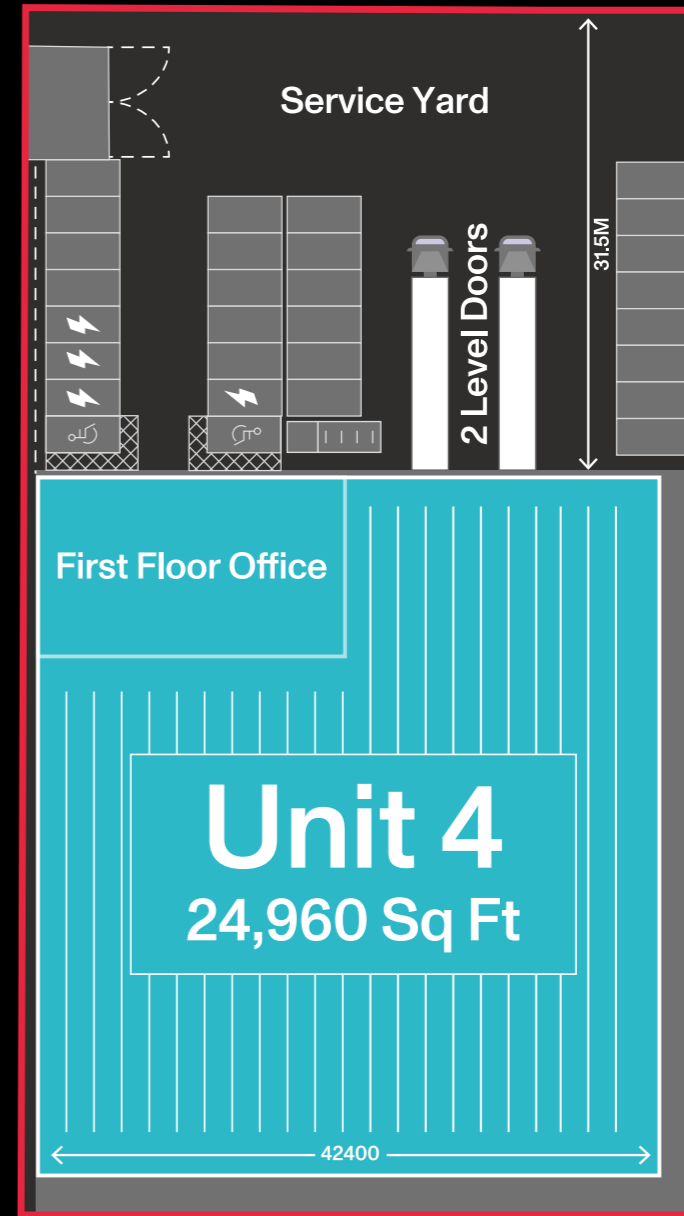 Service Yard
31.5M
2 Level Doors
First Floor Office
Unit 4
24,960 Sq Ft
42400